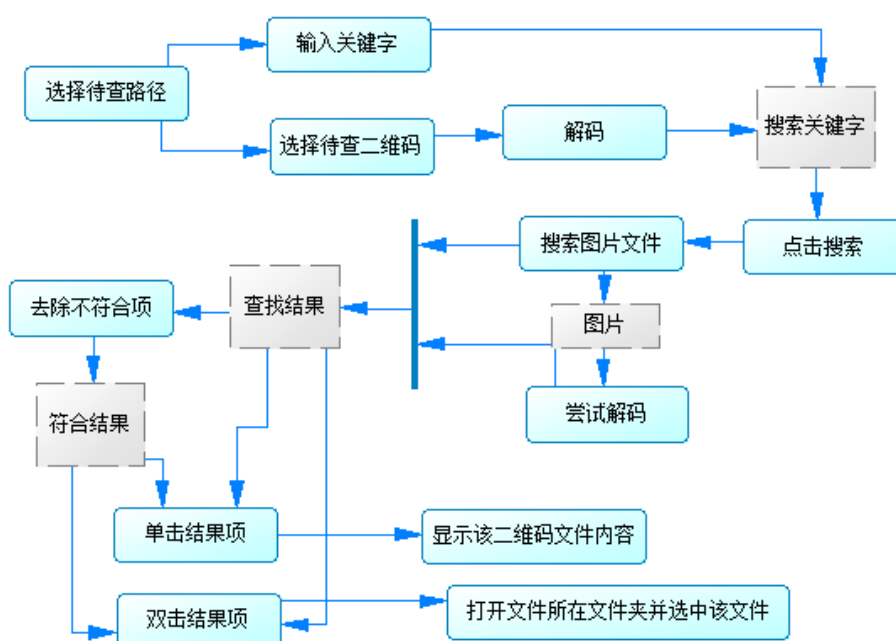 输入关键字
选择待查路径
搜索关键字
选择待查二维码
解码
搜索图片文件
点击搜索
去除不符合项
查找结果
图片
符合结果
尝试解码
单击结果项
显示该二维码文件内容
双击结果项
打开文件所在文件夹并选中该文件